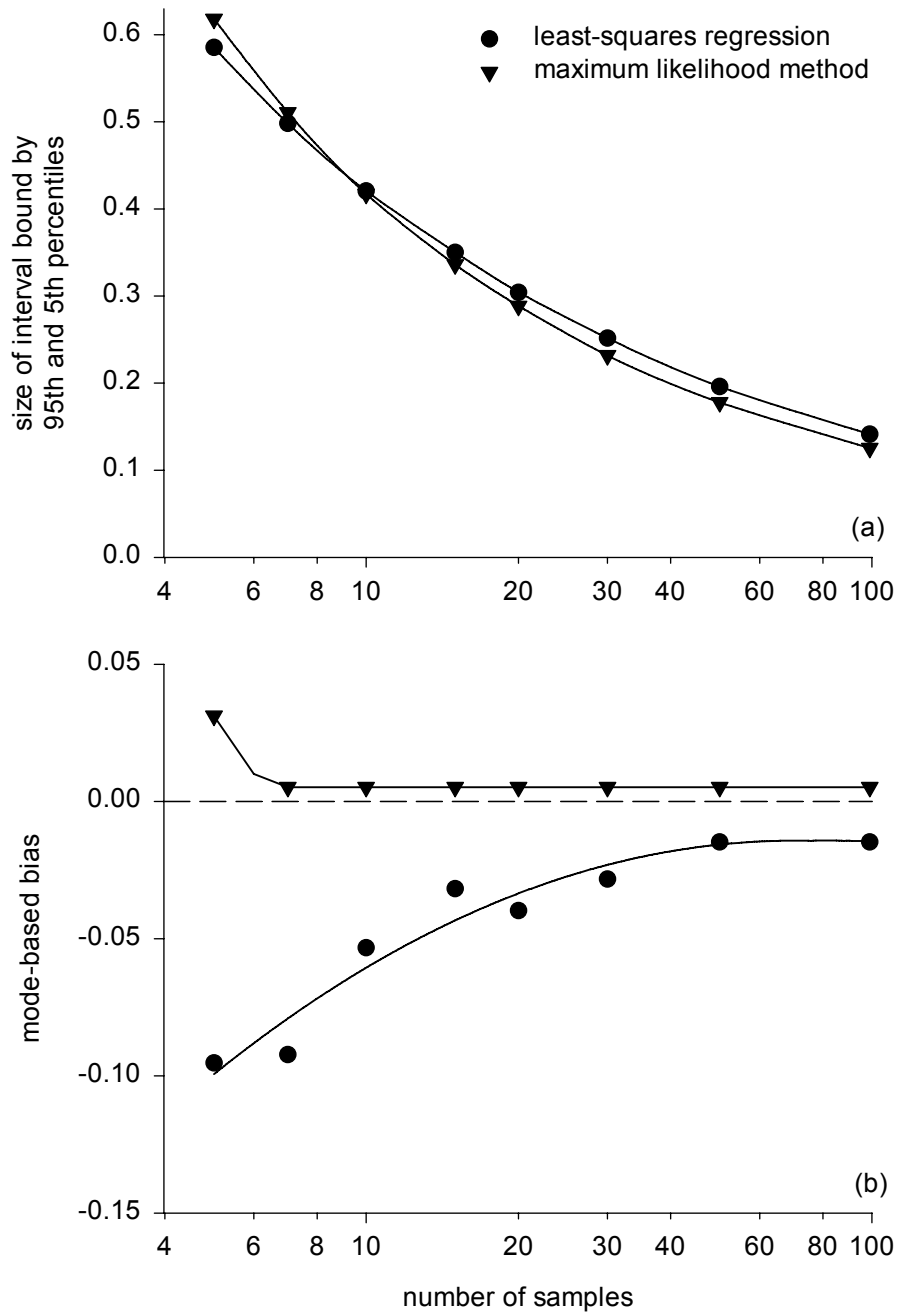 least-squares regression
maximum likelihood method
size of interval bound by
95th and 5th percentiles
0.6
0.5
0.4
0.3
0.2
0.1
0.0
(a)
4 6 8 10 20 30 40 60 80 100
mode-based bias
0.05
0.00
-0.05
-0.10
-0.15
(b)
4 6 8 10 20 30 40 60 80 100
number of samples